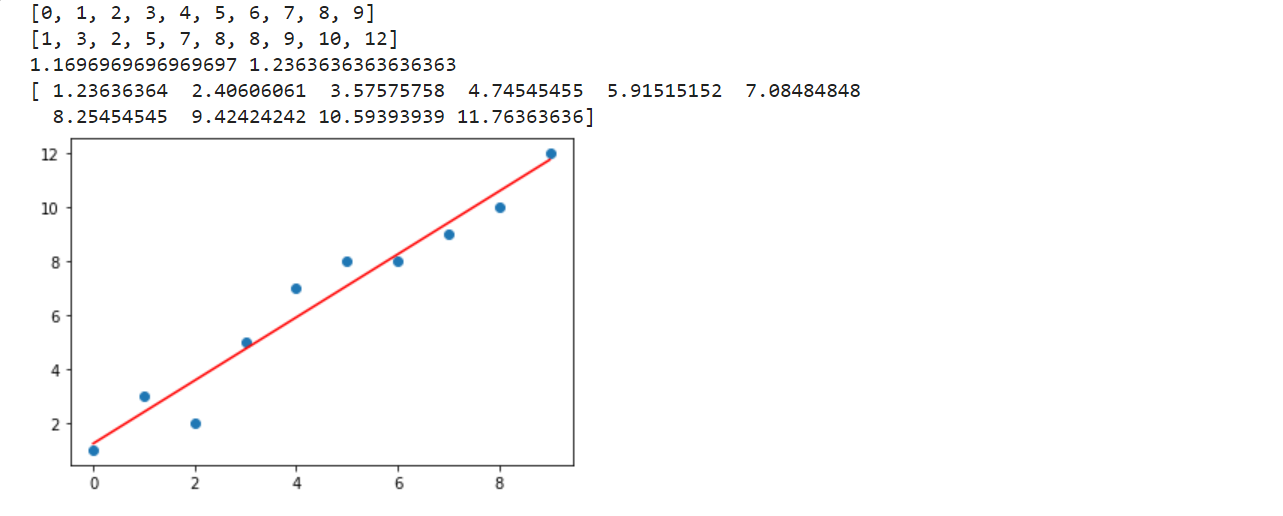 [0, 1, 2, 3, 4, 5, 6, 7, 8, 9]
[1, 3, 2, 5, 7, 8, 8, 9, 10, 12]
1.1696969696969697 1.2363636363636363
[ 1.23636364  2.40606061  3.57575758  4.74545455  5.91515152  7.08484848
  8.25454545  9.42424242 10.59393939 11.76363636]
12
10
8
6
4
2
0 2 4 6 8